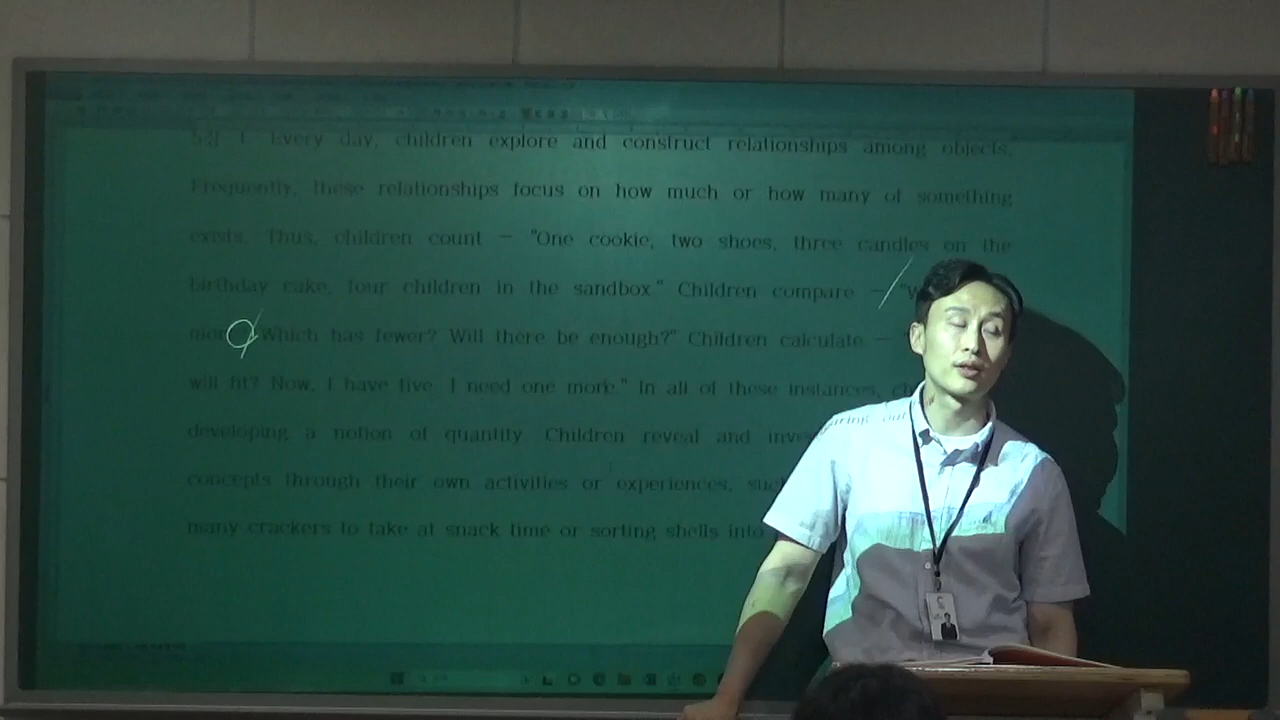 1. Every day, children explore and construct relationships among objects.
Frequently, these relationships focus on how much or how many of something
exists. Thus, children count - "One cookie, two shoes, three candles on the
birthday cake, four children in the sandbox." Children compare -
Which has fewer? Will there be enough?" Children calculate -
will fit? Now, I have five. I need one more." In all of these instances,
developing a notion of quantity. Children reveal and
concepts through their own activities or experiences,
many crackers to take at snack time or sorting shells into